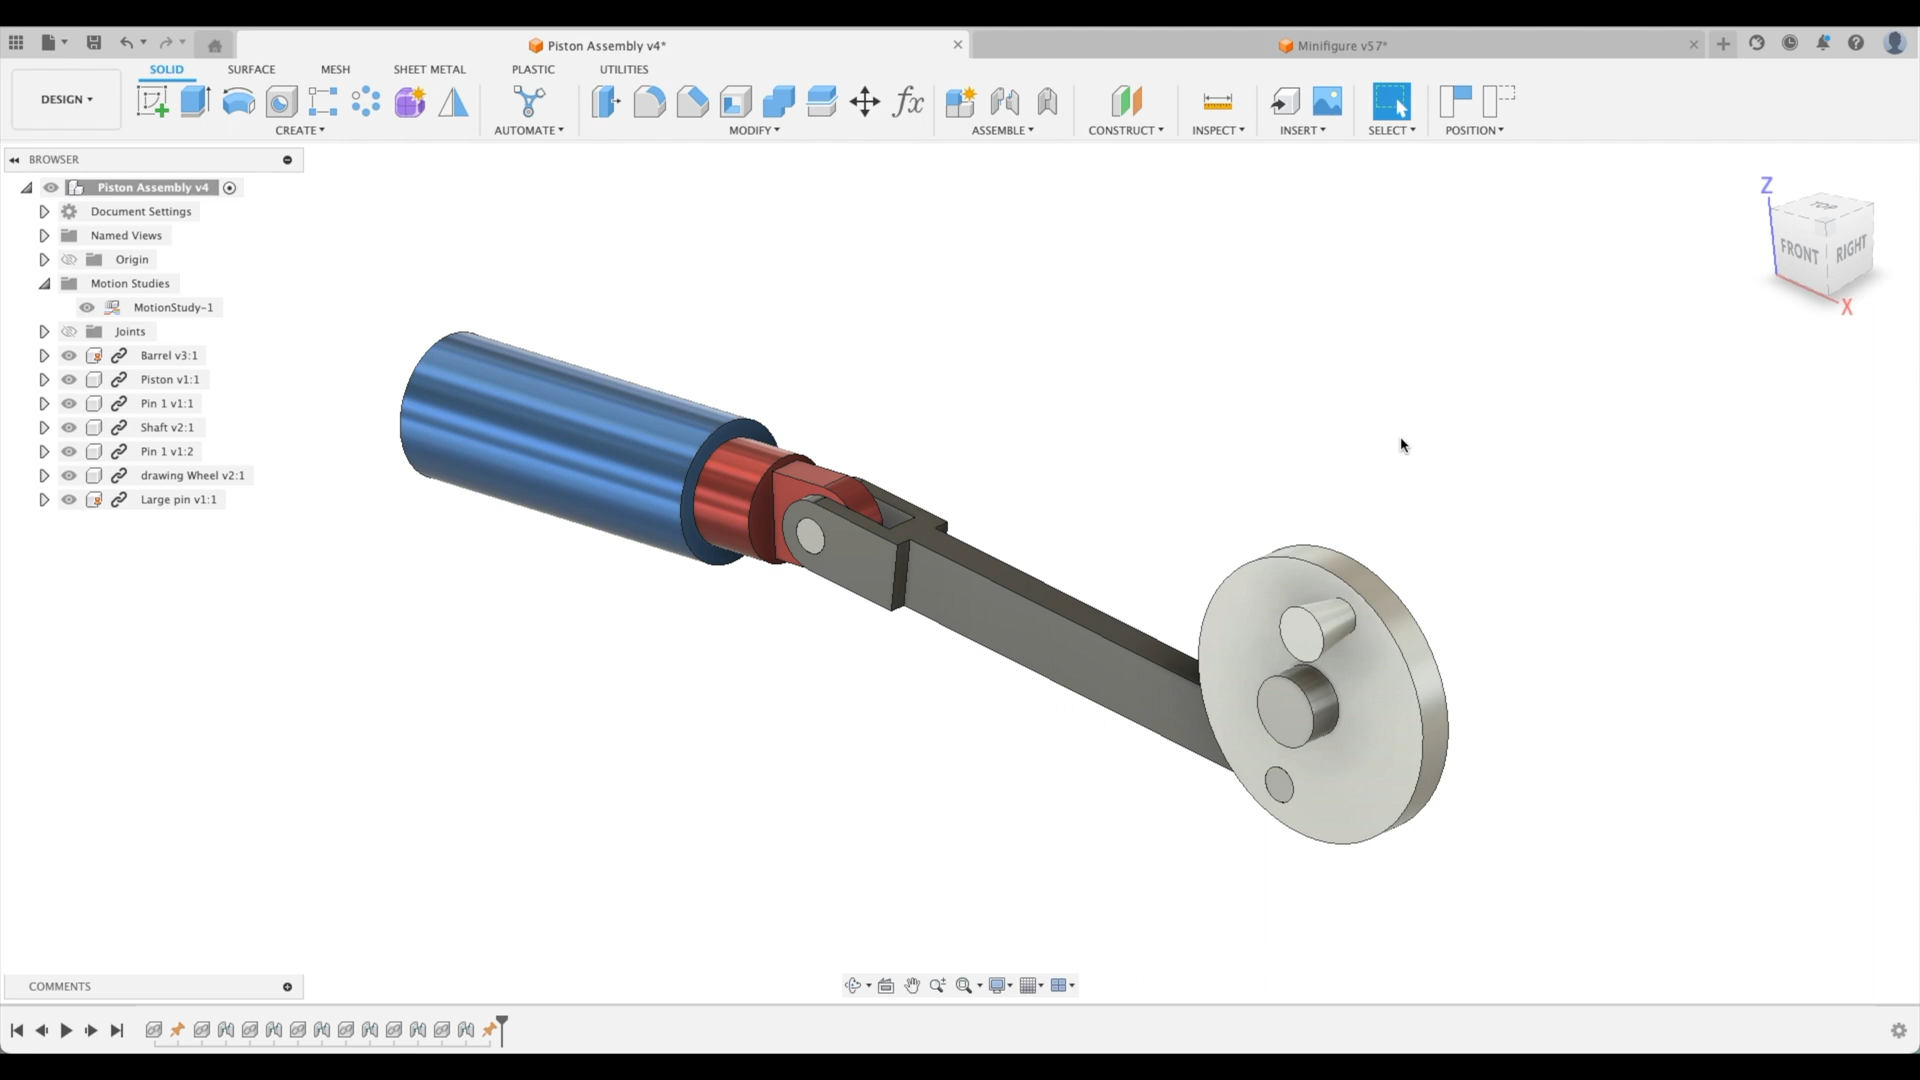 Piston Assembly v4*
Minifigure v57*
SOLID
SURFACE
MESH
SHEET METAL
PLASTIC
UTILITIES
DESIGN
fx
CREATE
AUTOMATE
MODIFY
ASSEMBLE
CONSTRUCT
INSPECT
INSERT
SELECT
POSITION
BROWSER
Piston Assembly v4
Document Settings
Named Views
Origin
Motion Studies
MotionStudy-1
Joints
Barrel v3:1
Piston v1:1
Pin 1 v1:1
Shaft v2:1
Pin 1 v1:2
drawing Wheel v2:1
Large pin v1:1
Z
TOP
FRONT
RIGHT
X
COMMENTS